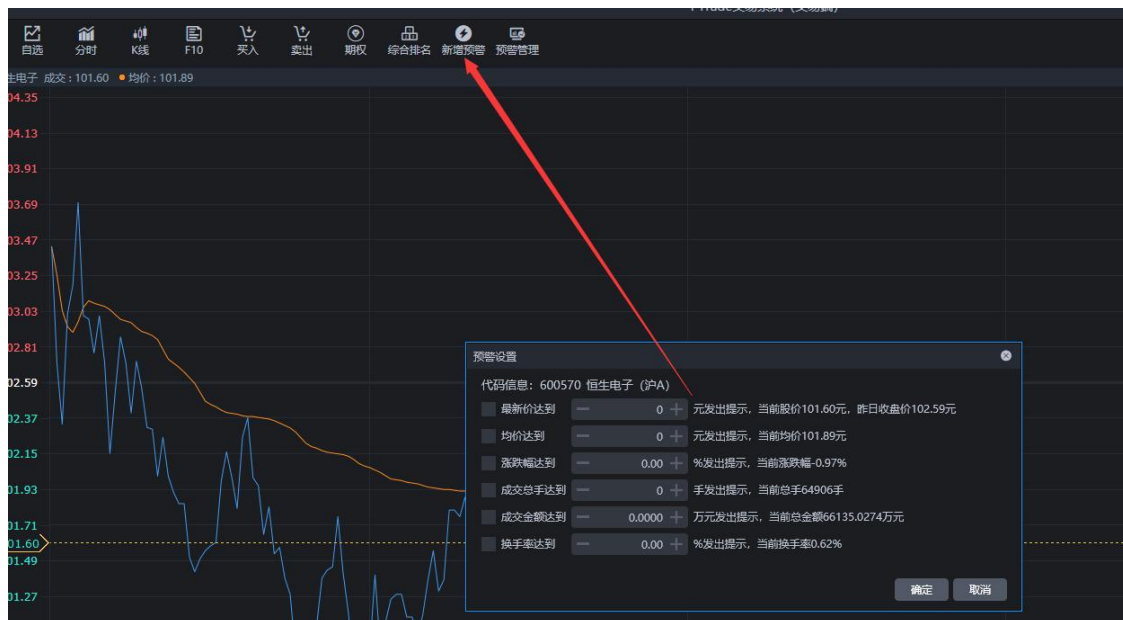 自选 分时 K线 F10 买入 卖出 期权 综合排名 新增预警 预警管理
生电子 成交:101.60 均价:101.89
04.35
04.13
03.91
03.69
03.47
03.25
03.03
02.81
02.59
02.37
02.15
01.93
01.71
01.60
01.49
01.27
预警设置
代码信息: 600570 恒生电子 (沪A)
最新价达到 0 元发出提示, 当前股价101.60元, 昨日收盘价102.59元
均价达到 0 元发出提示, 当前均价101.89元
涨跌幅达到 0.00 %发出提示, 当前涨跌幅-0.97%
成交总手达到 0 手发出提示, 当前总手64906手
成交金额达到 0.0000 万元发出提示, 当前总金额66135.0274万元
换手率达到 0.00 %发出提示, 当前换手率0.62%
确定 取消